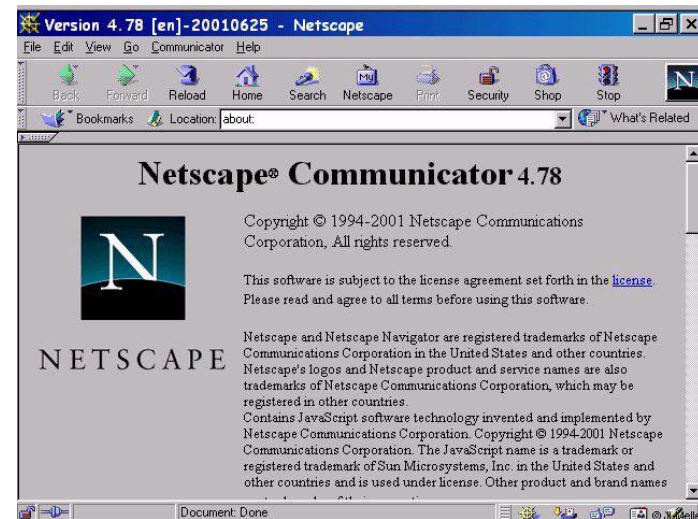 Version 4.78 [en]-20010625 - Netscape
File Edit View Go Communicator Help
Back Forward Reload Home Search Netscape Print Security Shop Stop
Bookmarks Location: about: What's Related
Netscape® Communicator 4.78
Copyright © 1994-2001 Netscape Communications
Corporation, All rights reserved.
This software is subject to the license agreement set forth in the license.
Please read and agree to all terms before using this software.
N
NETSCAPE
Netscape and Netscape Navigator are registered trademarks of Netscape
Communications Corporation in the United States and other countries.
Netscape's logos and Netscape product and service names are also
trademarks of Netscape Communications Corporation, which may be
registered in other countries.
Contains JavaScript software technology invented and implemented by
Netscape Communications Corporation. Copyright © 1994-2001 Netscape
Communications Corporation. The JavaScript name is a trademark or
registered trademark of Sun Microsystems, Inc. in the United States and
other countries and is used under license. Other product and brand names
Document: Done